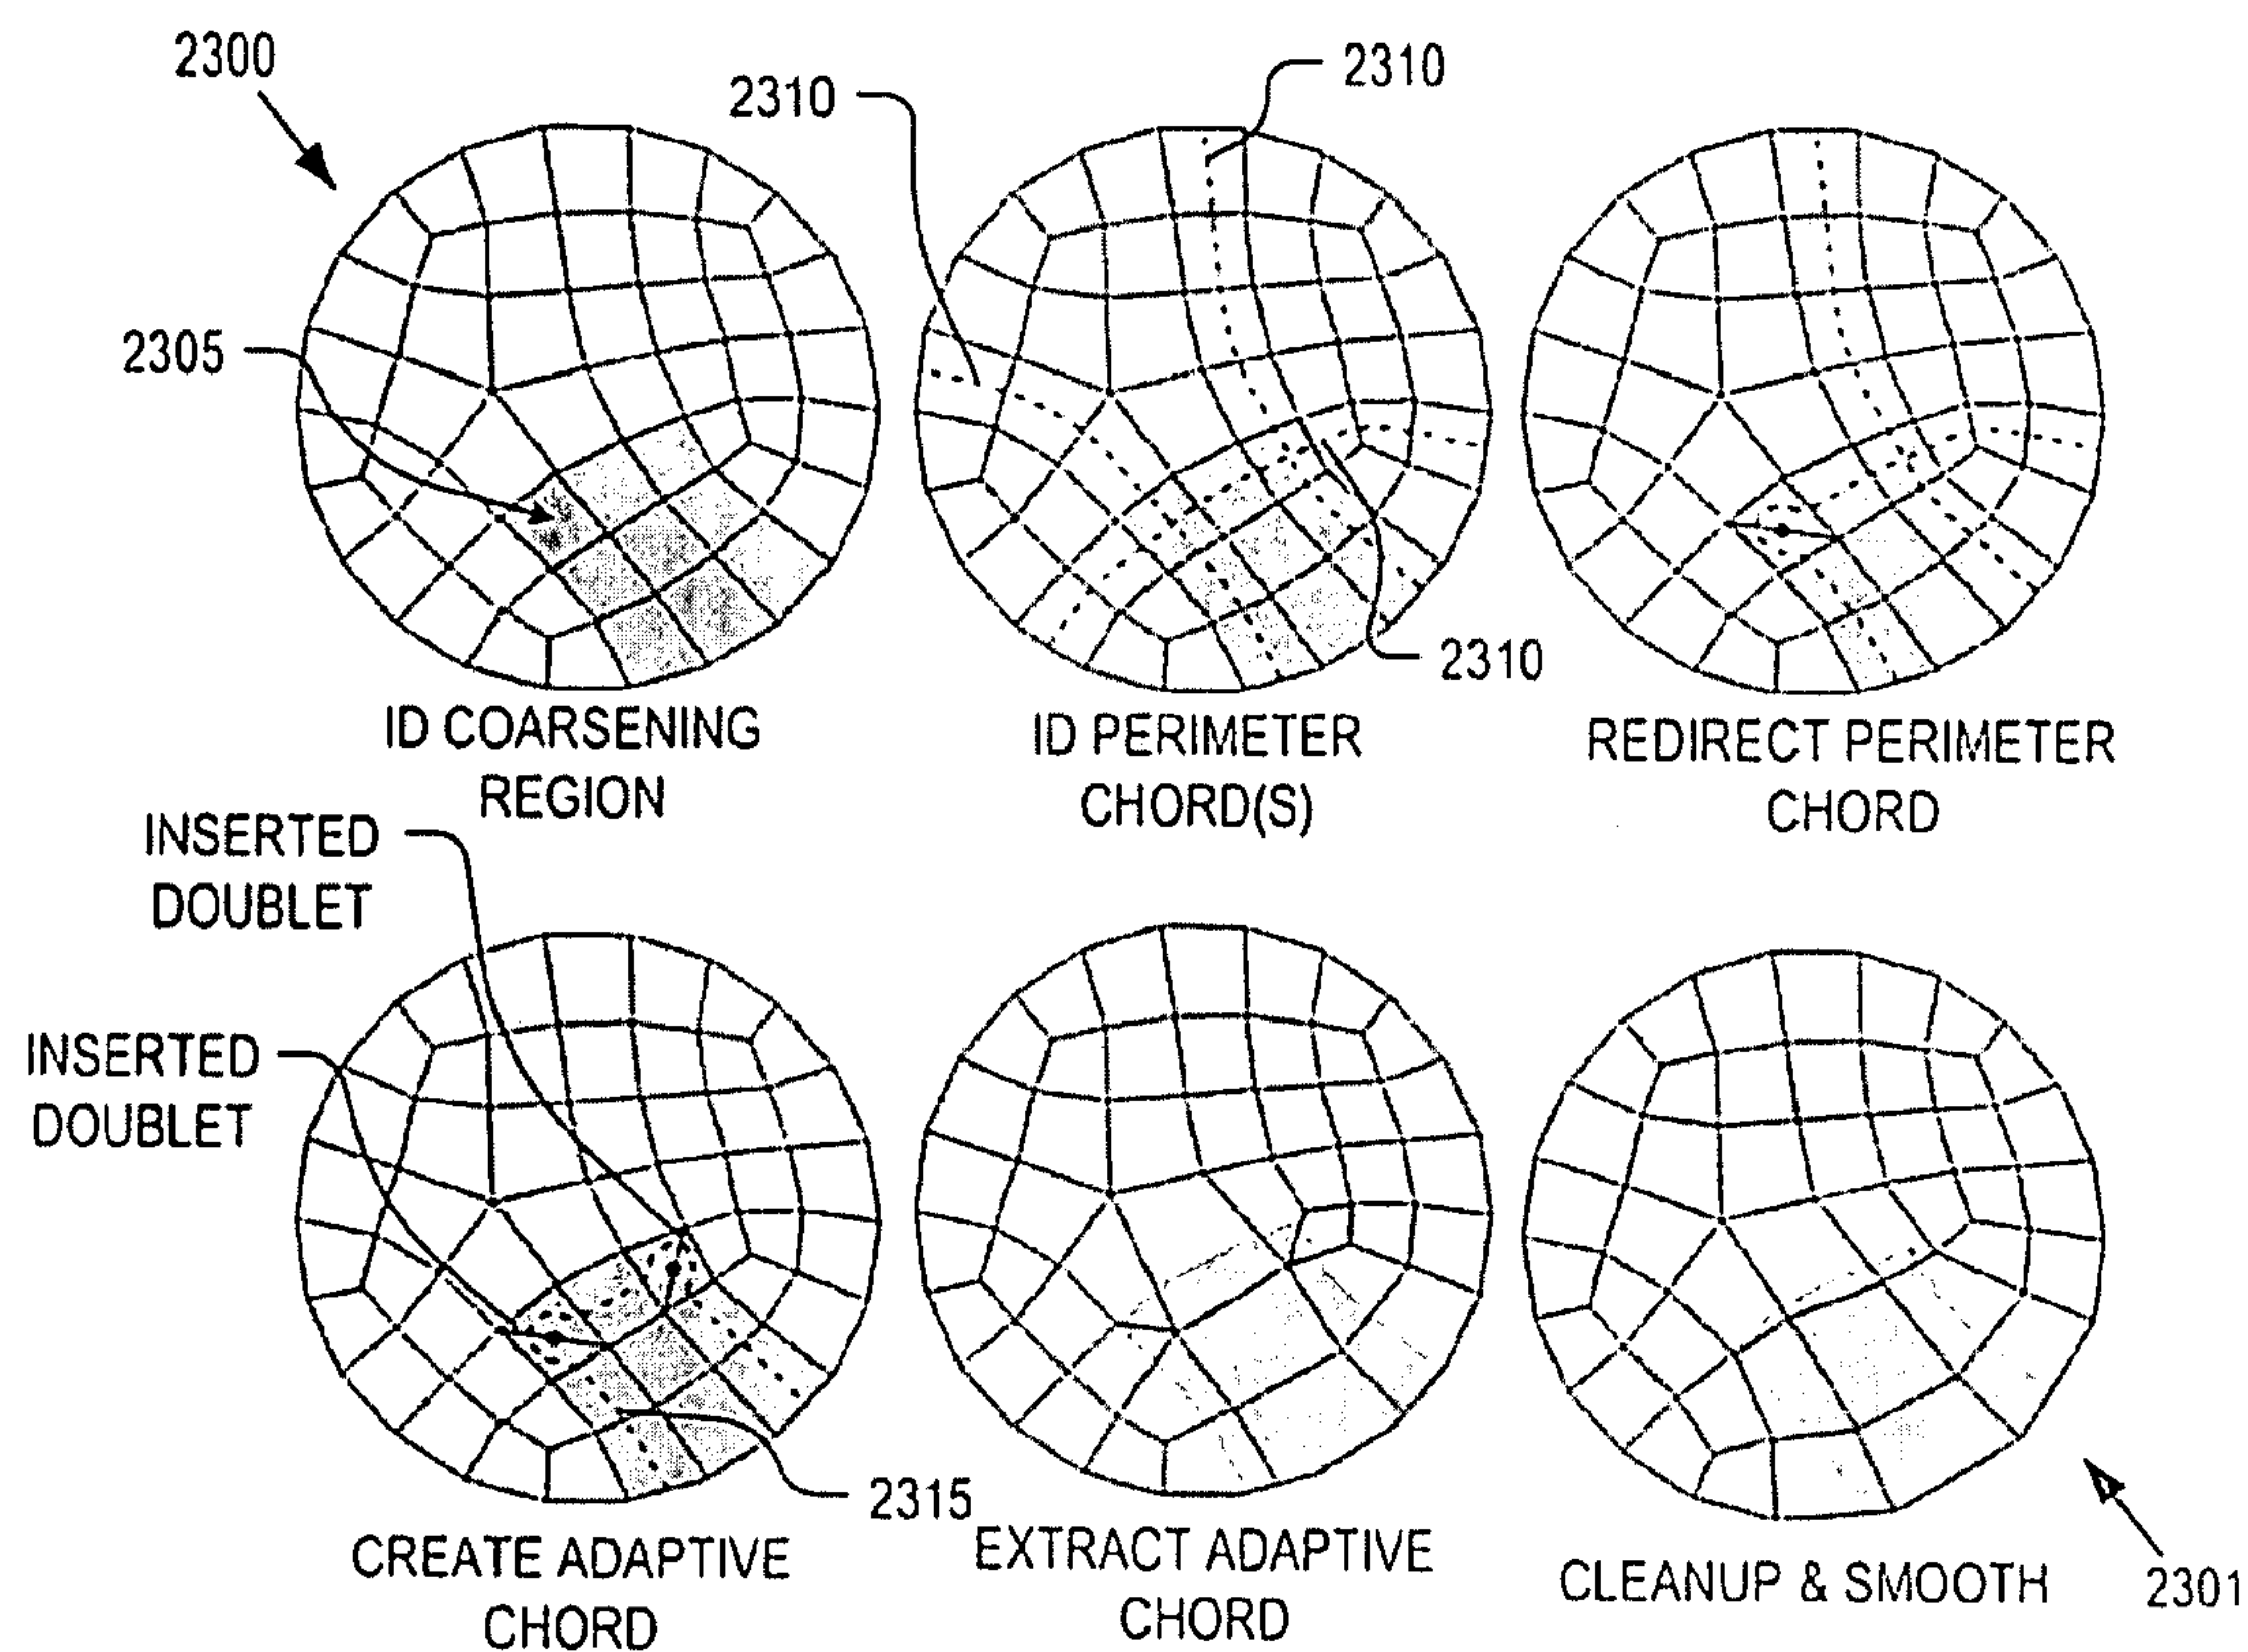 2300
2310
2310
2305
2310
ID COARSENING
REGION
ID PERIMETER
CHORD(S)
REDIRECT PERIMETER
CHORD
INSERTED
DOUBLET
INSERTED
DOUBLET
2315
CREATE ADAPTIVE
CHORD
EXTRACT ADAPTIVE
CHORD
CLEANUP & SMOOTH
2301